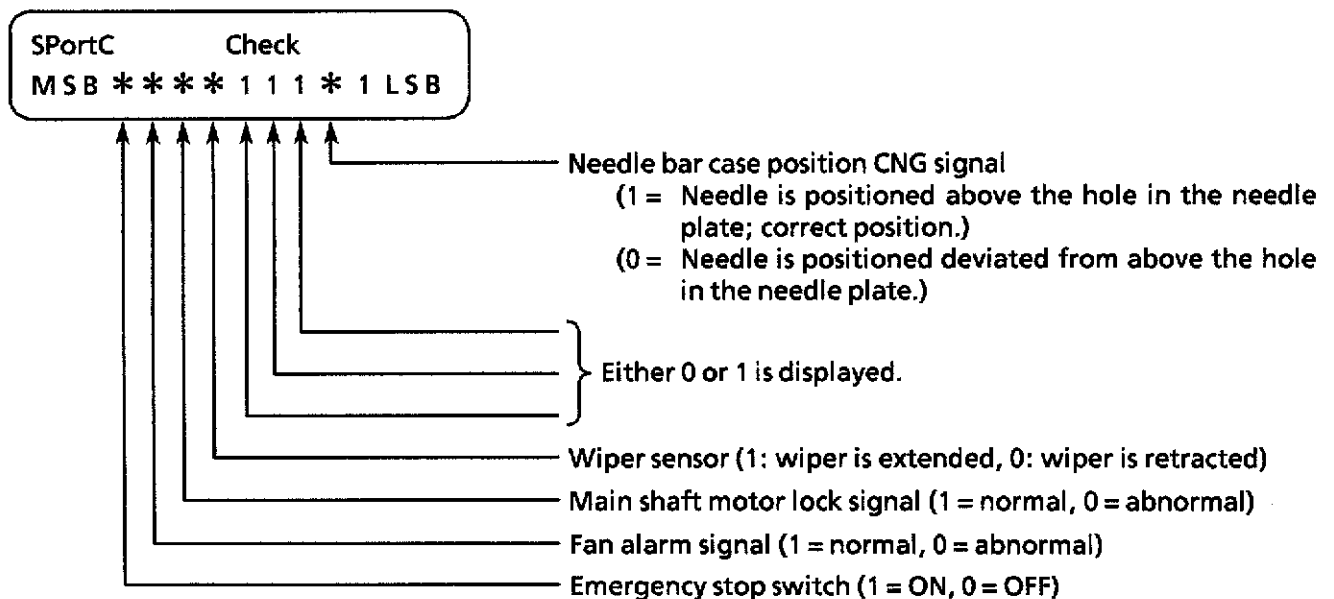 SPortC Check
MSB ****111*1 LSB
Needle bar case position CNG signal
(1 = Needle is positioned above the hole in the needle
plate; correct position.)
(0 = Needle is positioned deviated from above the hole
in the needle plate.)
Either 0 or 1 is displayed.
Wiper sensor (1: wiper is extended, 0: wiper is retracted)
Main shaft motor lock signal (1 = normal, 0 = abnormal)
Fan alarm signal (1 = normal, 0 = abnormal)
Emergency stop switch (1 = ON, 0 = OFF)